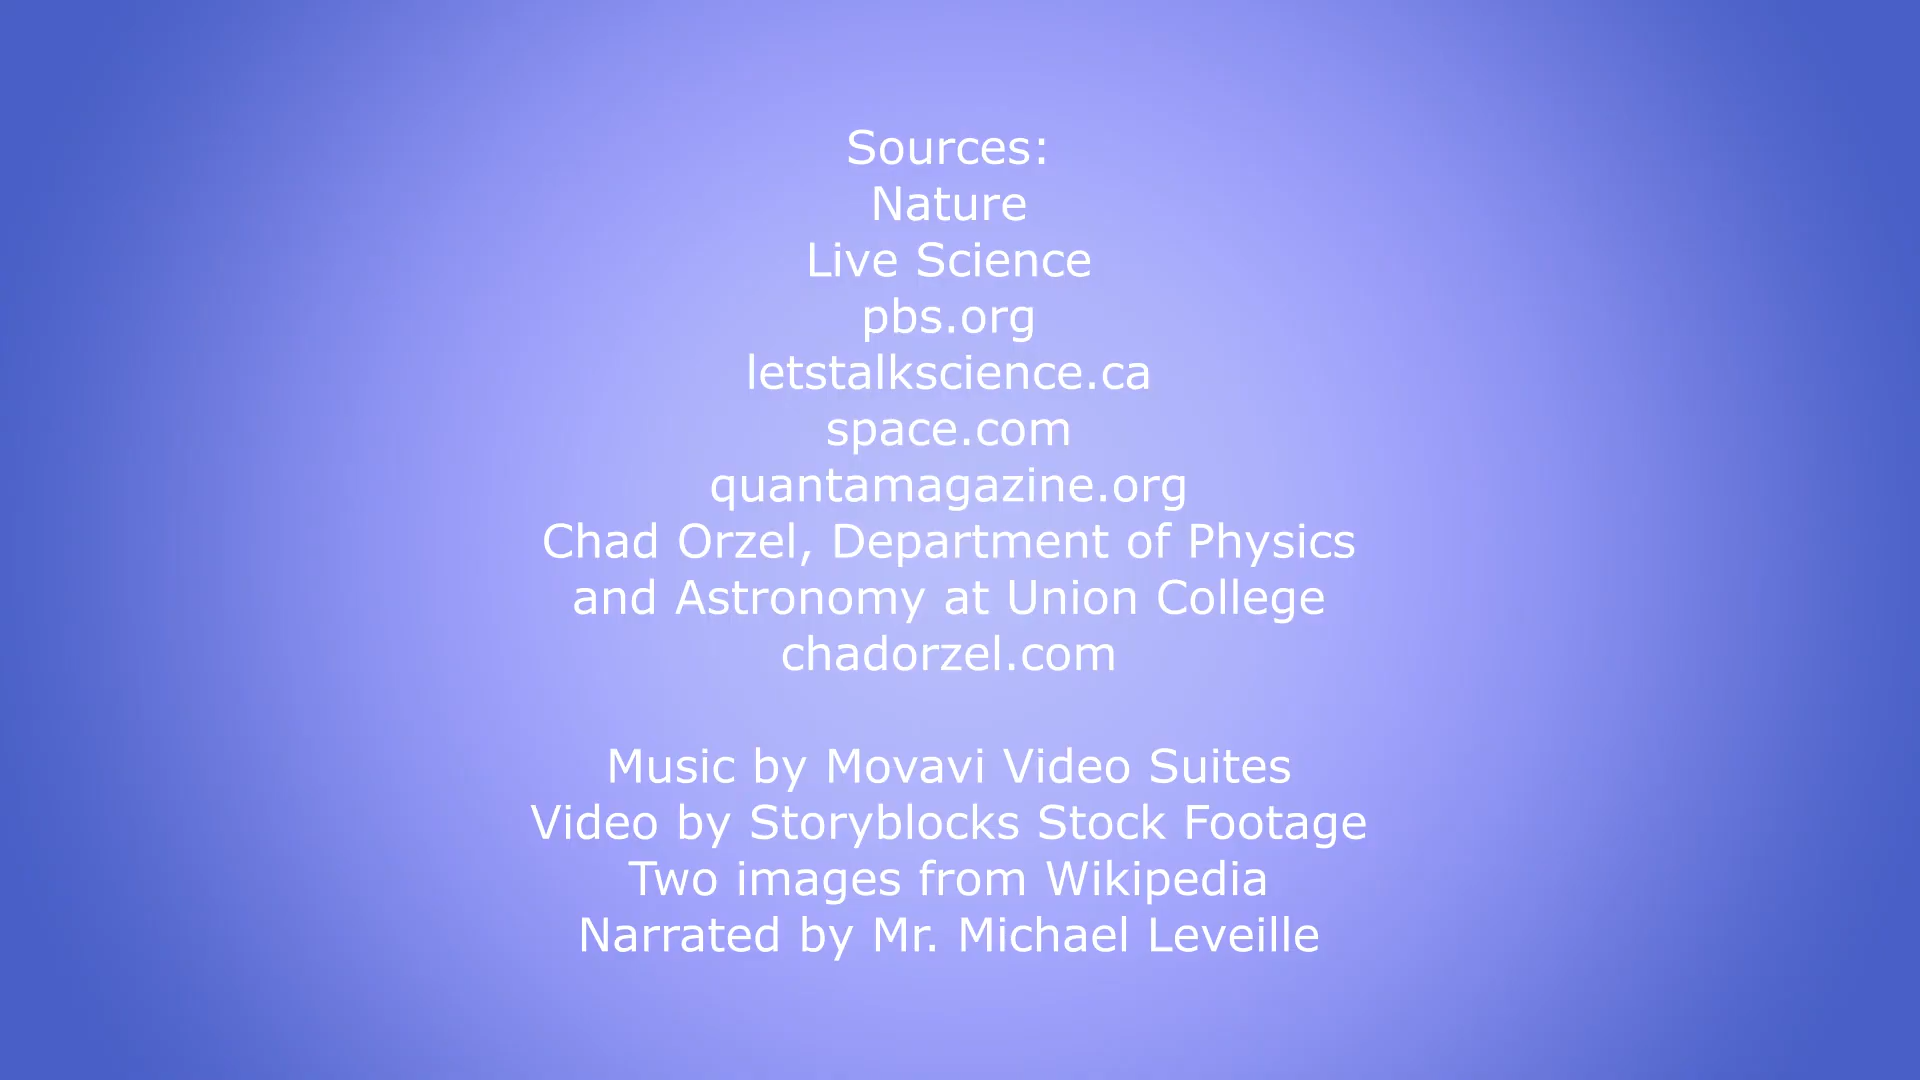 Sources:
Nature
Live Science
pbs.org
letstalkscience.ca
space.com
quantamagazine.org
Chad Orzel, Department of Physics
and Astronomy at Union College
chadorzel.com
Music by Movavi Video Suites
Video by Storyblocks Stock Footage
Two images from Wikipedia
Narrated by Mr. Michael Leveille